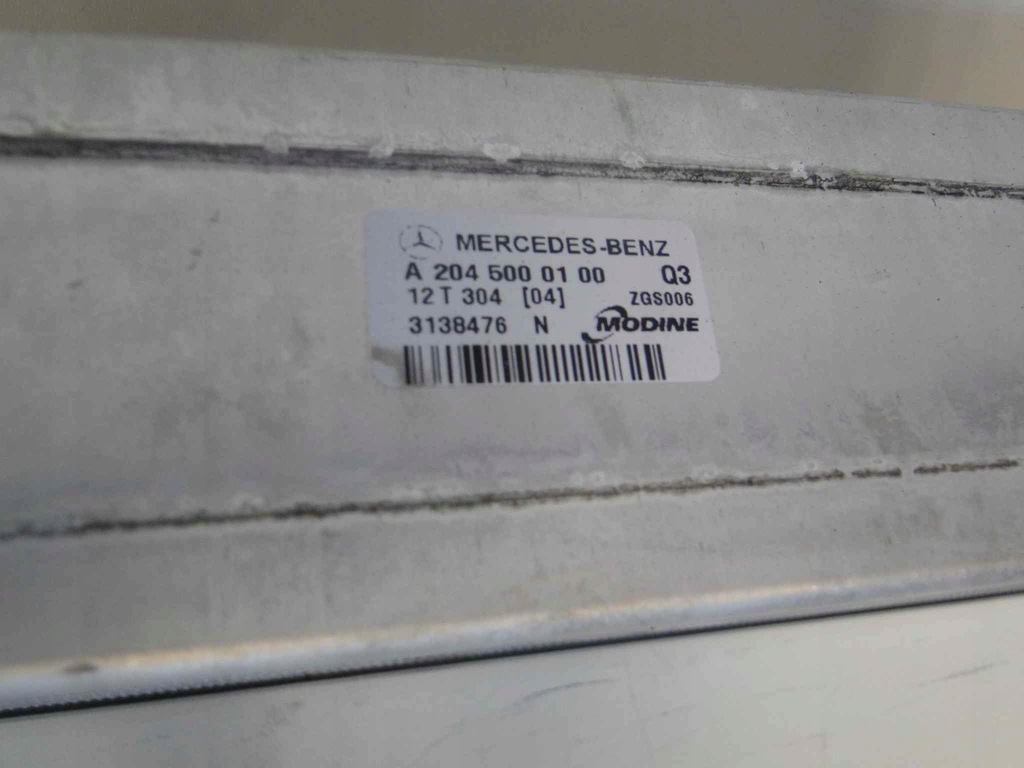 MERCEDES-BENZ
A 204 500 01 00 Q3
12 T 304 [04] ZGS006
3138476 N MODINE